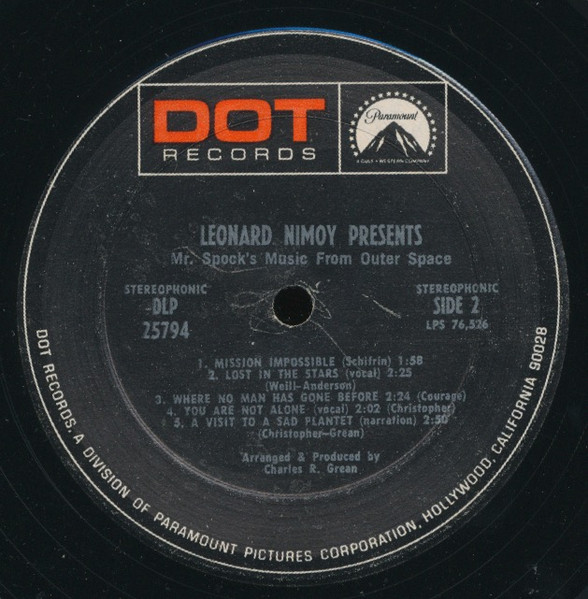 DOT
RECORDS
Paramount
A GULF + WESTERN COMPANY
LEONARD NIMOY PRESENTS
Mr. Spock's Music From Outer Space
STEREOPHONIC
DLP
25794
STEREOPHONIC
SIDE 2
LPS 76,526
1. MISSION IMPOSSIBLE (Schifrin) 1:58
2. LOST IN THE STARS (vocal) 2:25
(Weill-Anderson)
3. WHERE NO MAN HAS GONE BEFORE 2:24 (Courage)
4. YOU ARE NOT ALONE (vocal) 2:02 (Christopher)
5. A VISIT TO A SAD PLANTET (narration) 2:50
(Christopher-Grean)
Arranged & Produced by
Charles R. Grean
DOT RECORDS, A DIVISION OF PARAMOUNT PICTURES CORPORATION, HOLLYWOOD, CALIFORNIA 90028